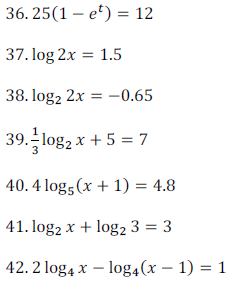 36. 25(1 − eᵗ) = 12
37. log 2x = 1.5
38. log₂ 2x = −0.65
39. 1/3 log₂ x + 5 = 7
40. 4 log₅(x + 1) = 4.8
41. log₂ x + log₂ 3 = 3
42. 2 log₄ x − log₄(x − 1) = 1